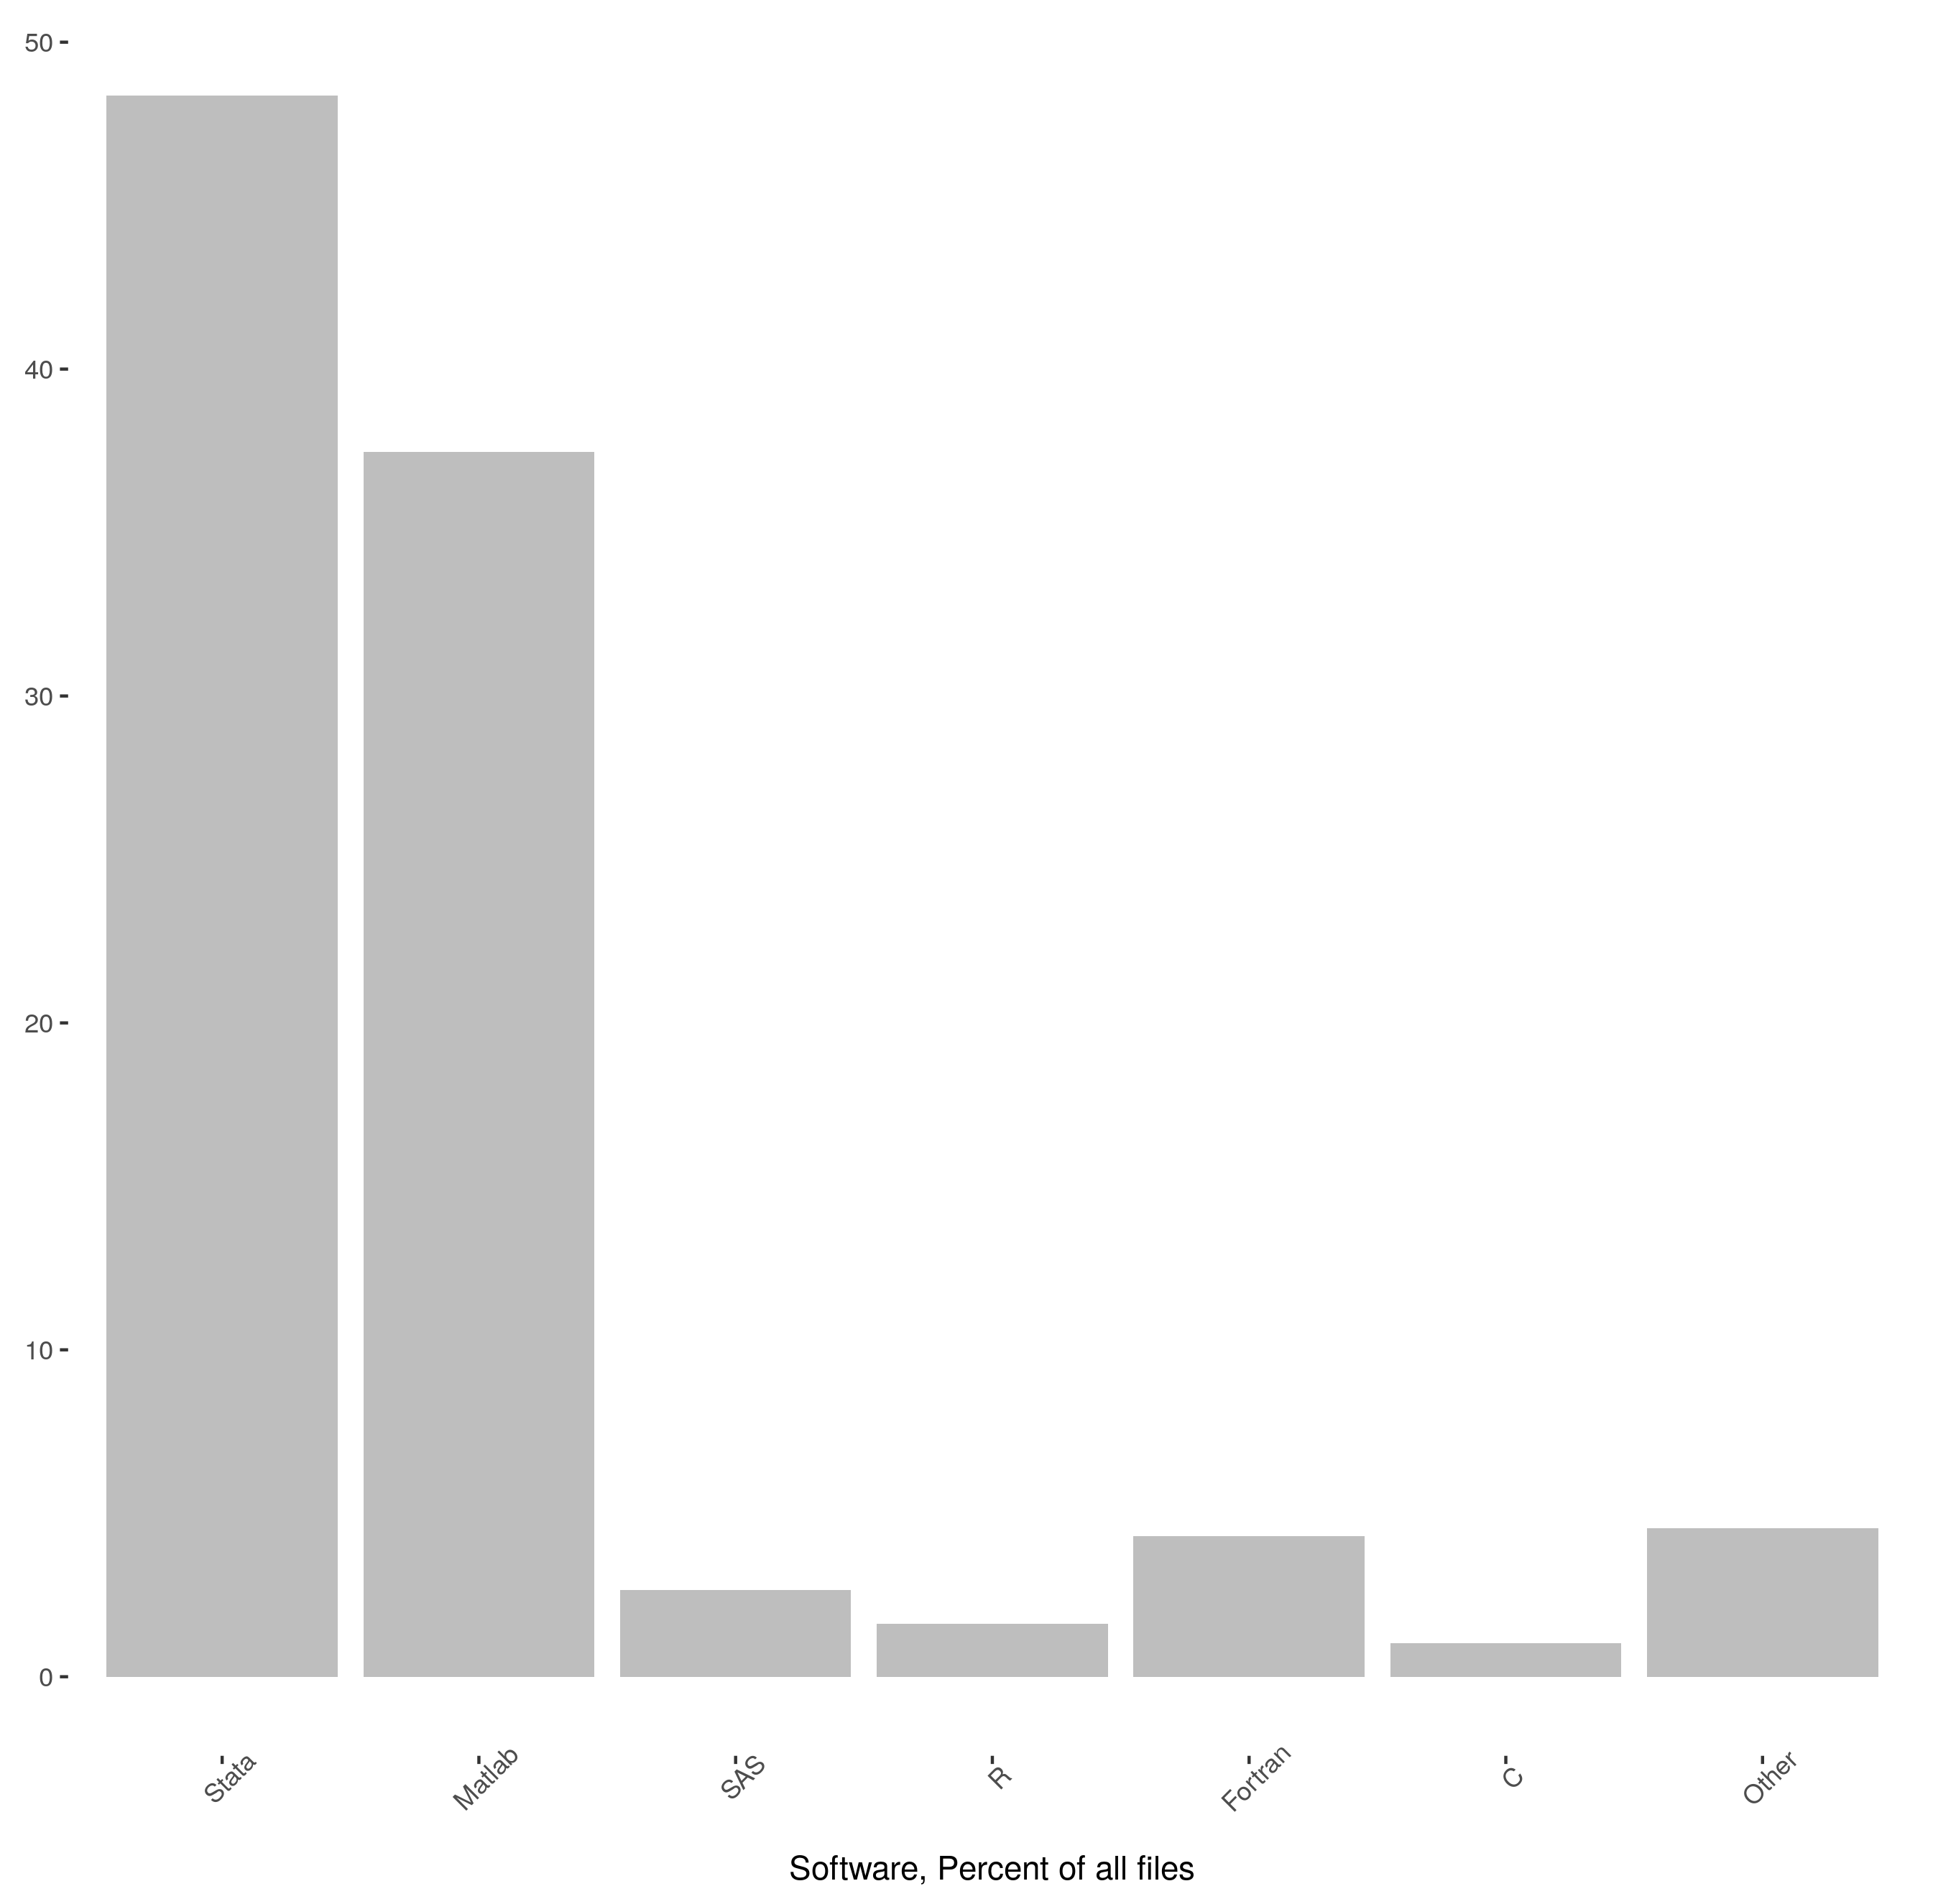 50
40
30
20
10
0
Stata
Matlab
SAS
R
Fortran
C
Other
Software, Percent of all files